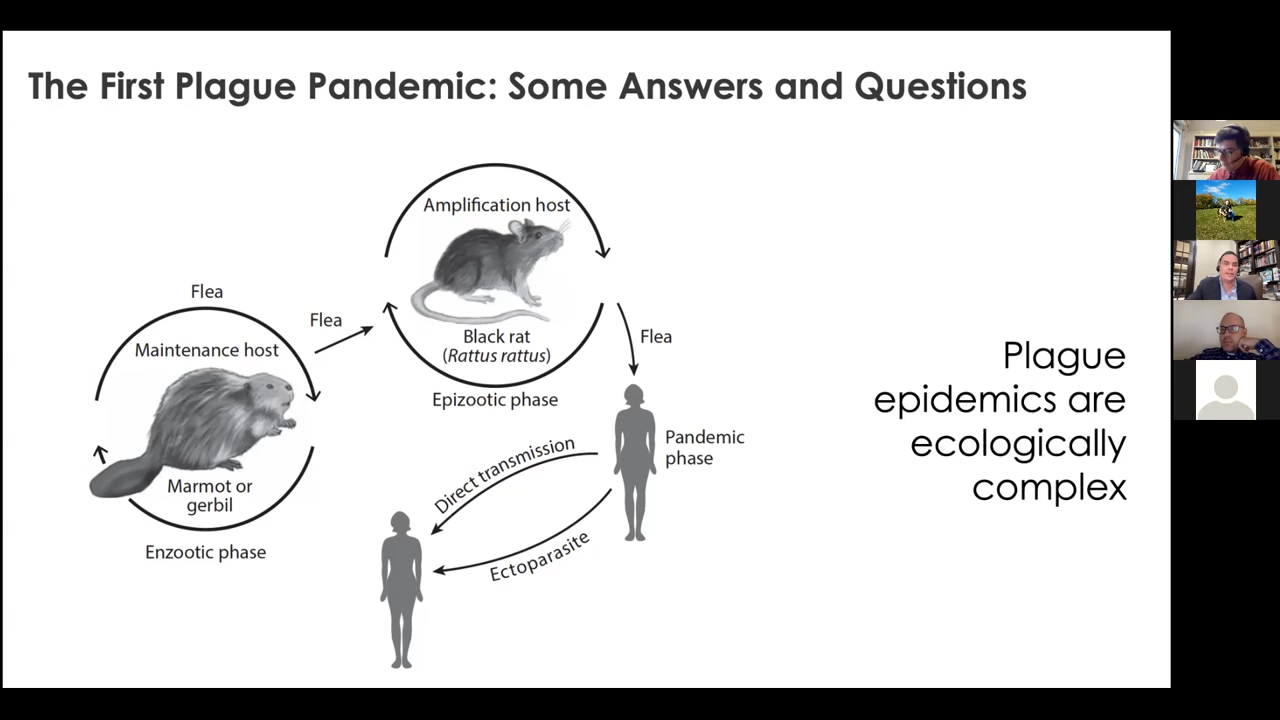 The First Plague Pandemic: Some Answers and Questions
Amplification host
Flea
Flea
Maintenance host
Black rat
(Rattus rattus)
Flea
Epizootic phase
Plague
epidemics are
ecologically
complex
Pandemic
phase
Direct transmission
Marmot or
gerbil
Ectoparasite
Enzootic phase